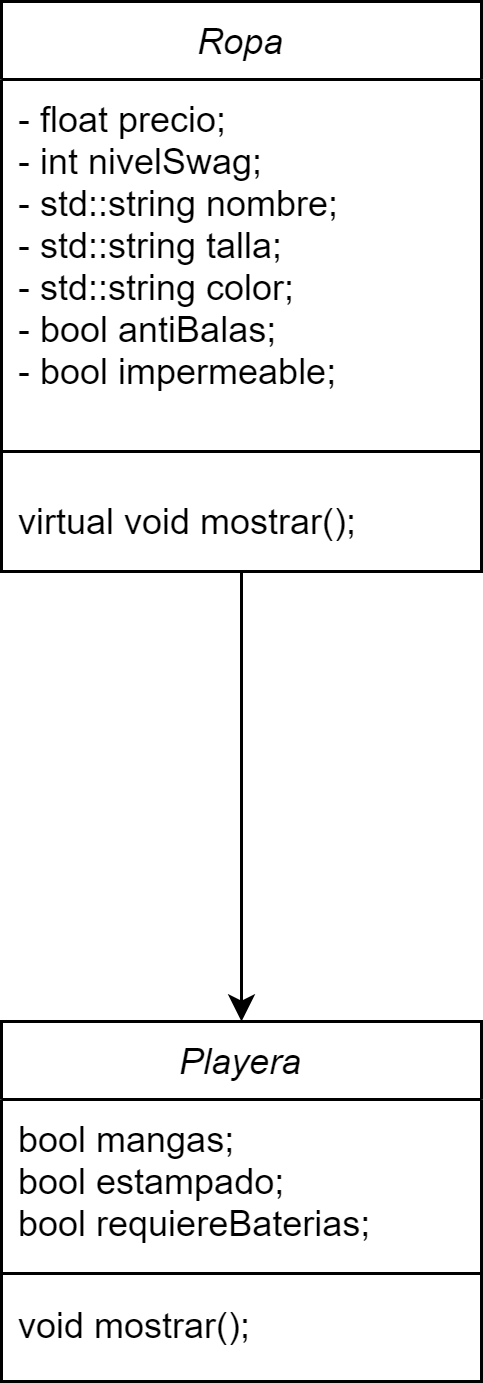 Ropa
- float precio;
- int nivelSwag;
- std::string nombre;
- std::string talla;
- std::string color;
- bool antiBalas;
- bool impermeable;
virtual void mostrar();
Playera
bool mangas;
bool estampado;
bool requiereBaterias;
void mostrar();